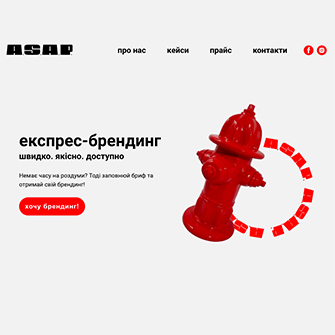 ASAP
про нас
кейси
прайс
контакти
експрес-брендинг
швидко. якісно. доступно
Немає часу на роздуми? Тоді заповнюй бриф та
отримай свій брендинг!
хочу брендинг!